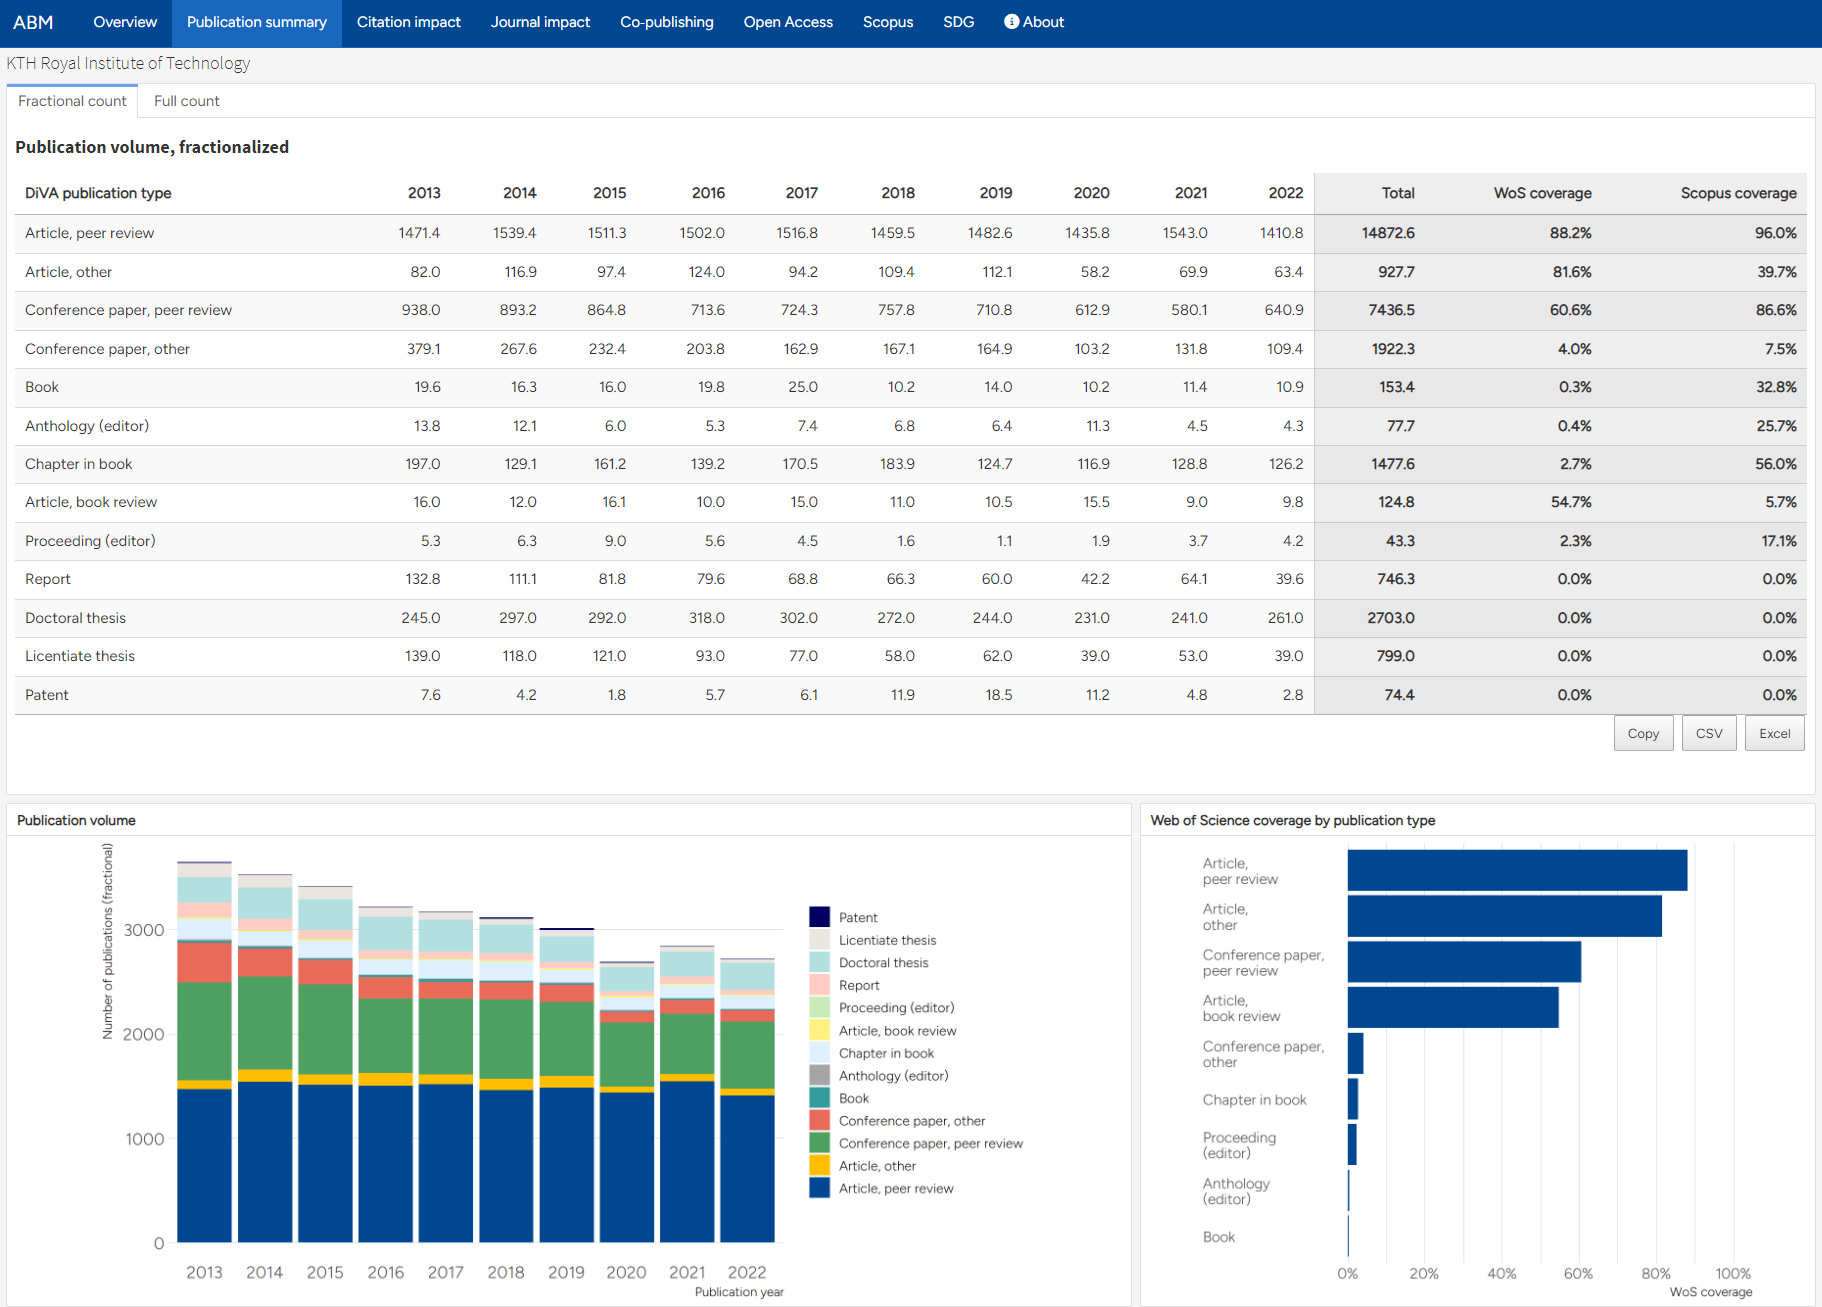 ABM Overview Publication summary Citation impact Journal impact Co-publishing Open Access Scopus SDG About
KTH Royal Institute of Technology
Fractional count Full count
Publication volume, fractionalized
DiVA publication type 2013 2014 2015 2016 2017 2018 2019 2020 2021 2022 Total WoS coverage Scopus coverage
Article, peer review 1471.4 1539.4 1511.3 1502.0 1516.8 1459.5 1482.6 1435.8 1543.0 1410.8 14872.6 88.2% 96.0%
Article, other 82.0 116.9 97.4 124.0 94.2 109.4 112.1 58.2 69.9 63.4 927.7 81.6% 39.7%
Conference paper, peer review 938.0 893.2 864.8 713.6 724.3 757.8 710.8 612.9 580.1 640.9 7436.5 60.6% 86.6%
Conference paper, other 379.1 267.6 232.4 203.8 162.9 167.1 164.9 103.2 131.8 109.4 1922.3 4.0% 7.5%
Book 19.6 16.3 16.0 19.8 25.0 10.2 14.0 10.2 11.4 10.9 153.4 0.3% 32.8%
Anthology (editor) 13.8 12.1 6.0 5.3 7.4 6.8 6.4 11.3 4.5 4.3 77.7 0.4% 25.7%
Chapter in book 197.0 129.1 161.2 139.2 170.5 183.9 124.7 116.9 128.8 126.2 1477.6 2.7% 56.0%
Article, book review 16.0 12.0 16.1 10.0 15.0 11.0 10.5 15.5 9.0 9.8 124.8 54.7% 5.7%
Proceeding (editor) 5.3 6.3 9.0 5.6 4.5 1.6 1.1 1.9 3.7 4.2 43.3 2.3% 17.1%
Report 132.8 111.1 81.8 79.6 68.8 66.3 60.0 42.2 64.1 39.6 746.3 0.0% 0.0%
Doctoral thesis 245.0 297.0 292.0 318.0 302.0 272.0 244.0 231.0 241.0 261.0 2703.0 0.0% 0.0%
Licentiate thesis 139.0 118.0 121.0 93.0 77.0 58.0 62.0 39.0 53.0 39.0 799.0 0.0% 0.0%
Patent 7.6 4.2 1.8 5.7 6.1 11.9 18.5 11.2 4.8 2.8 74.4 0.0% 0.0%
Copy CSV Excel
Publication volume
Number of publications (fractional)
3000
2000
1000
0
2013 2014 2015 2016 2017 2018 2019 2020 2021 2022
Publication year
Patent
Licentiate thesis
Doctoral thesis
Report
Proceeding (editor)
Article, book review
Chapter in book
Anthology (editor)
Book
Conference paper, other
Conference paper, peer review
Article, other
Article, peer review
Web of Science coverage by publication type
Article,
peer review
Article,
other
Conference paper,
peer review
Article,
book review
Conference paper,
other
Chapter in book
Proceeding
(editor)
Anthology
(editor)
Book
0% 20% 40% 60% 80% 100%
WoS coverage